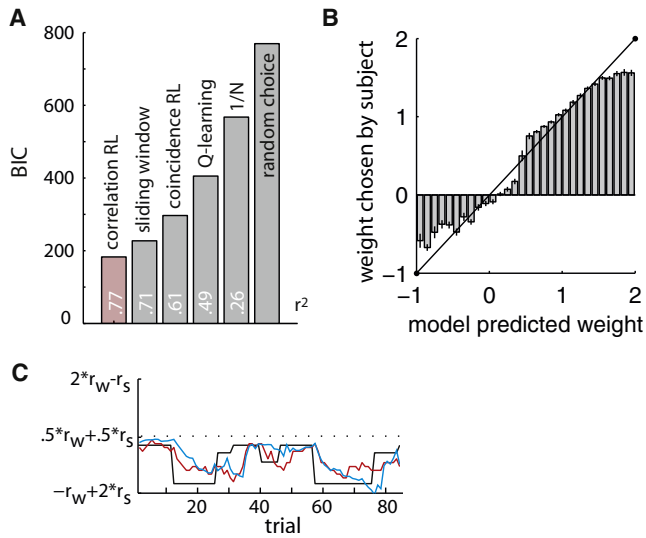 A
BIC
800
600
400
200
0
correlation RL
sliding window
coincidence RL
Q-learning
1/N
random choice
.77
.71
.61
.49
.26
r²
B
weight chosen by subject
2
1
0
−1
−1
0
1
2
model predicted weight
C
2*rw-rs
.5*rw+.5*rs
−rw+2*rs
20
40
60
80
trial